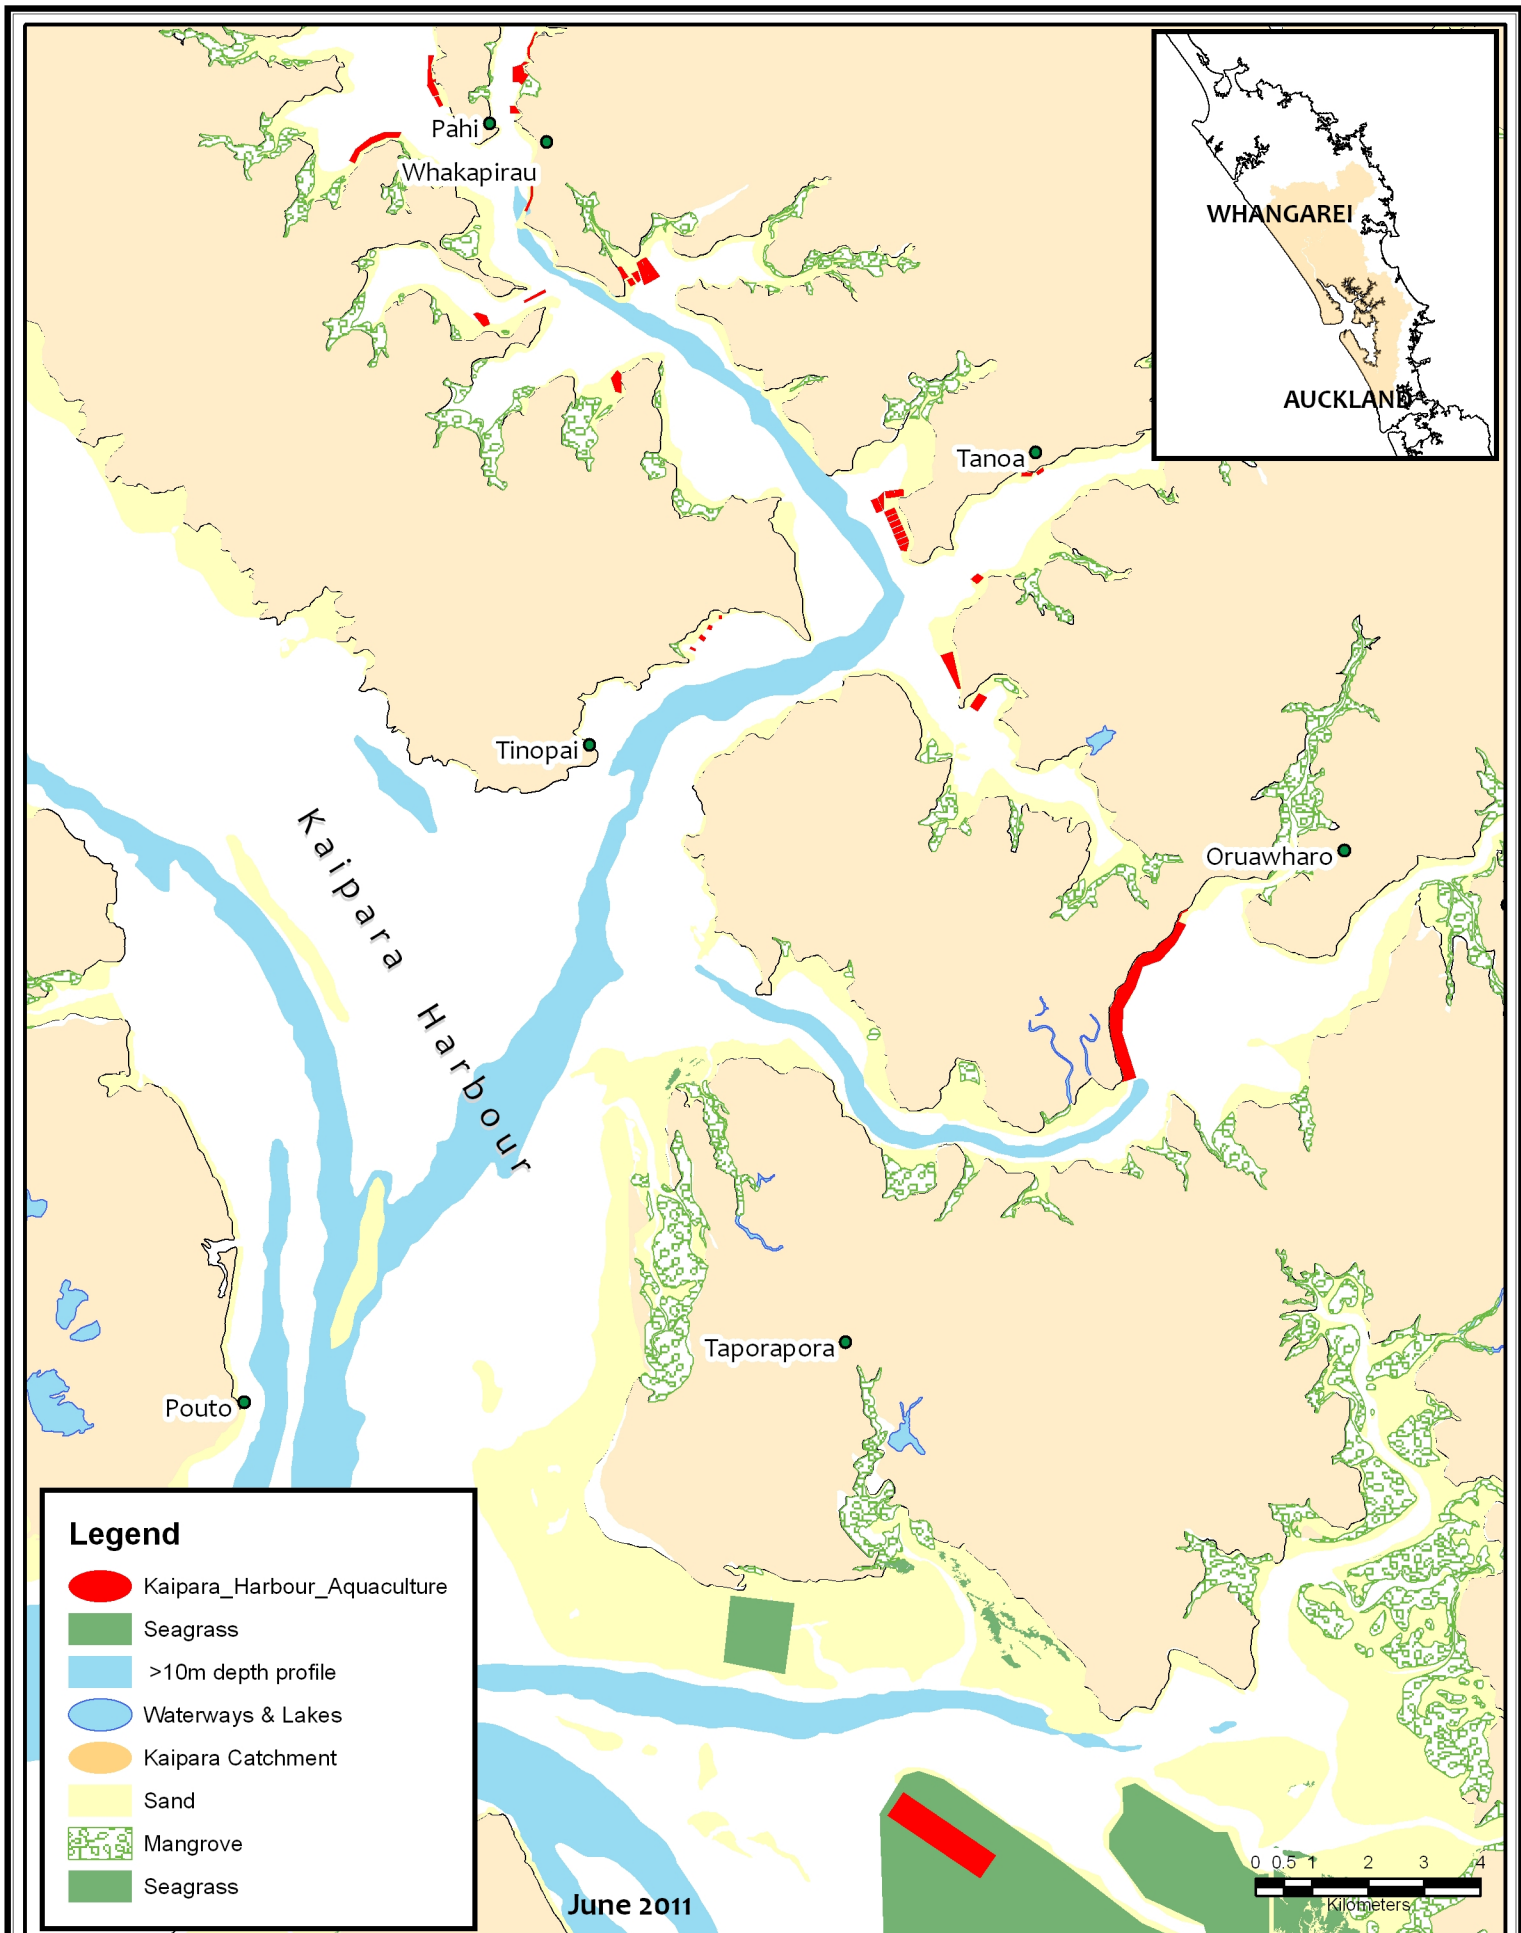 Pahi
Whakapirau
WHANGAREI
AUCKLAND
Tanoa
Tinopai
Kaipara Harbour
Oruawharo
Taporapora
Pouto
Legend
Kaipara_Harbour_Aquaculture
Seagrass
>10m depth profile
Waterways & Lakes
Kaipara Catchment
Sand
Mangrove
Seagrass
June 2011
0 0.5 1 2 3 4
Kilometers